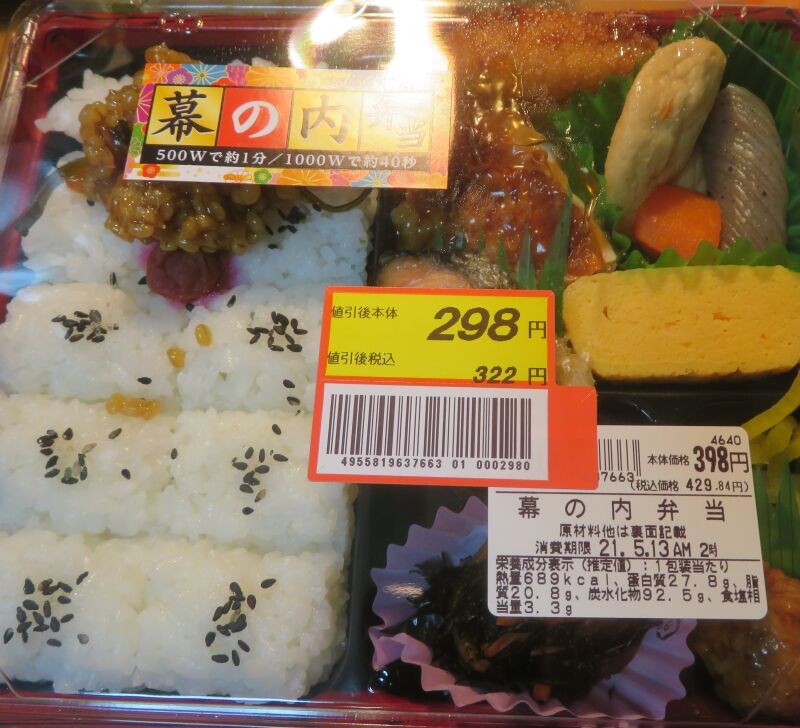 幕の内弁当
500Wで約1分/1000Wで約40秒
値引後本体 298円
値引後税込 322円
4955819637663 01 0002980
4640
本体価格 398円
7663 (税込価格 429.84円)
幕の内弁当
原材料他は裏面記載
消費期限 21.5.13 AM 2時
栄養成分表示(推定値):1包装当たり
熱量689kcal、蛋白質27.8g、脂
質20.8g、炭水化物92.5g、食塩相
当量3.3g